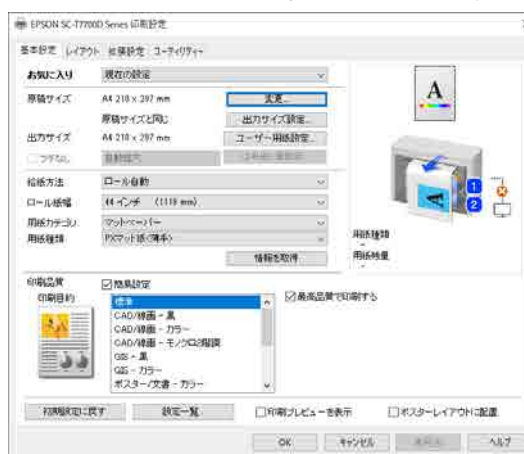 EPSON SC-T7700D Series 印刷設定
基本設定 レイアウト 拡張設定 ユーティリティー
お気に入り 現在の設定
原稿サイズ A4 210 x 297 mm 変更...
原稿サイズと同じ 出力サイズ設定...
出力サイズ A4 210 x 297 mm ユーザー用紙設定...
フチなし 自動拡大
給紙方法 ロール自動
ロール紙幅 44 インチ (1118 mm)
用紙カテゴリ マットペーパー
用紙種類 PXマット紙<薄手>
情報を取得
用紙種類
-
用紙残量
-
印刷品質 簡易設定
印刷目的 標準 最高品質で印刷する
CAD/線画 - 黒
CAD/線画 - カラー
CAD/線画 - モノクロ2階調
GIS - 黒
GIS - カラー
ポスター/文書 - カラー
初期設定に戻す 設定一覧 印刷プレビューを表示 ポスターレイアウトに配置
OK キャンセル ヘルプ
A
A
1
2